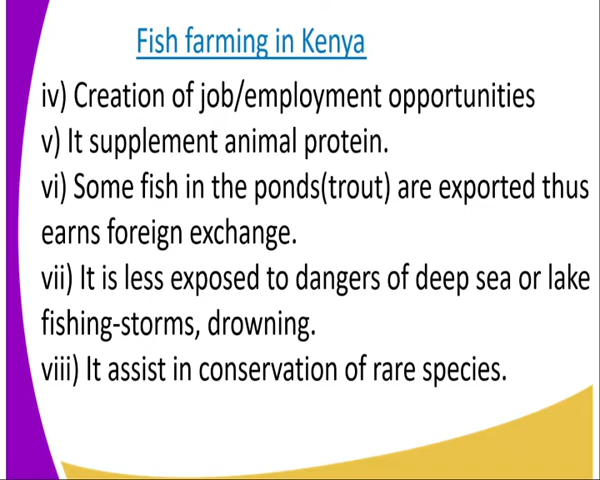 Fish farming in Kenya
iv) Creation of job/employment opportunities
v) It supplement animal protein.
vi) Some fish in the ponds(trout) are exported thus
earns foreign exchange.
vii) It is less exposed to dangers of deep sea or lake
fishing-storms, drowning.
viii) It assist in conservation of rare species.